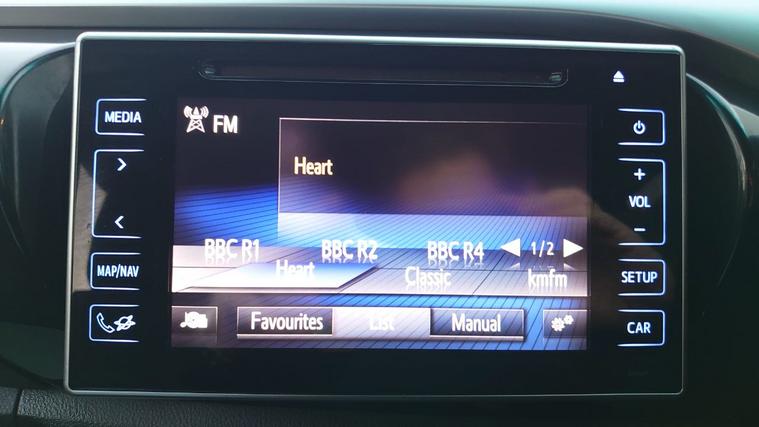 MEDIA
FM
Heart
+
VOL
−
BBC R1 BBC R2 BBC R4 1/2
Heart Classic kmfm
MAP/NAV
SETUP
Favourites List Manual
CAR